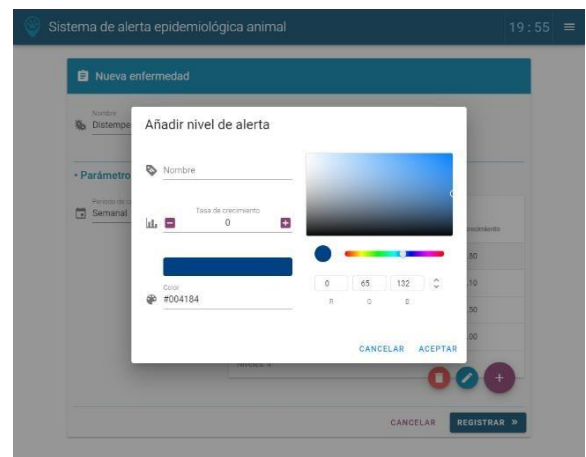 Sistema de alerta epidemiológica animal
19:55
Nueva enfermedad
Nombre
Distempe
Parámetro
Semanal
Añadir nivel de alerta
Nombre
Tasa de crecimiento
0
Color
#004184
0 65 132
R G B
CANCELAR ACEPTAR
.50
.10
.50
.00
CANCELAR REGISTRAR